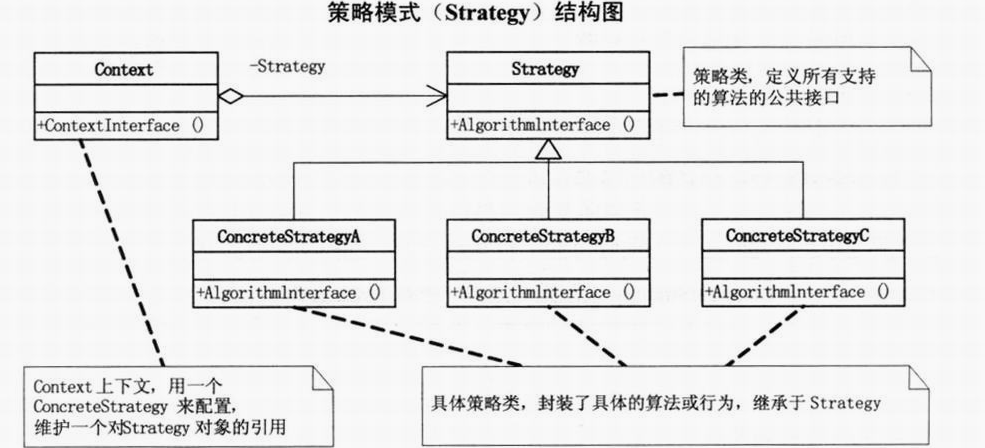 策略模式（Strategy）结构图
Context
-Strategy
Strategy
策略类，定义所有支持
的算法的公共接口
+ContextInterface ()
+AlgorithmInterface ()
ConcreteStrategyA
ConcreteStrategyB
ConcreteStrategyC
+AlgorithmInterface ()
+AlgorithmInterface ()
+AlgorithmInterface ()
Context 上下文，用一个
ConcreteStrategy 来配置，
维护一个对Strategy 对象的引用
具体策略类，封装了具体的算法或行为，继承于 Strategy